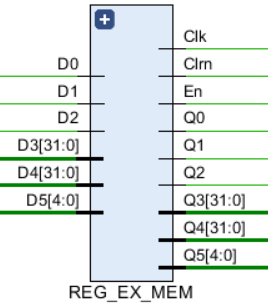 Clk
D0 Clrn
D1 En
D2 Q0
D3[31:0] Q1
D4[31:0] Q2
D5[4:0] Q3[31:0]
Q4[31:0]
Q5[4:0]
REG_EX_MEM